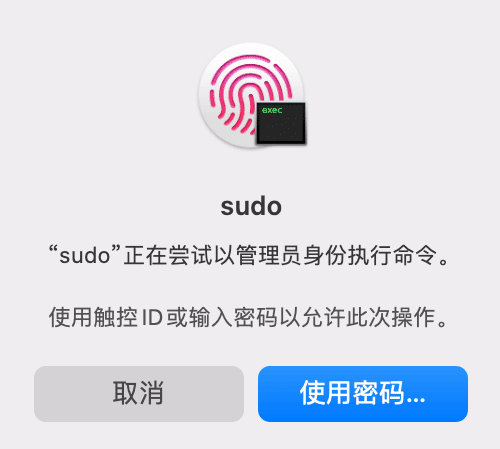 exec
sudo
“sudo”正在尝试以管理员身份执行命令。
使用触控 ID 或输入密码以允许此次操作。
取消
使用密码...